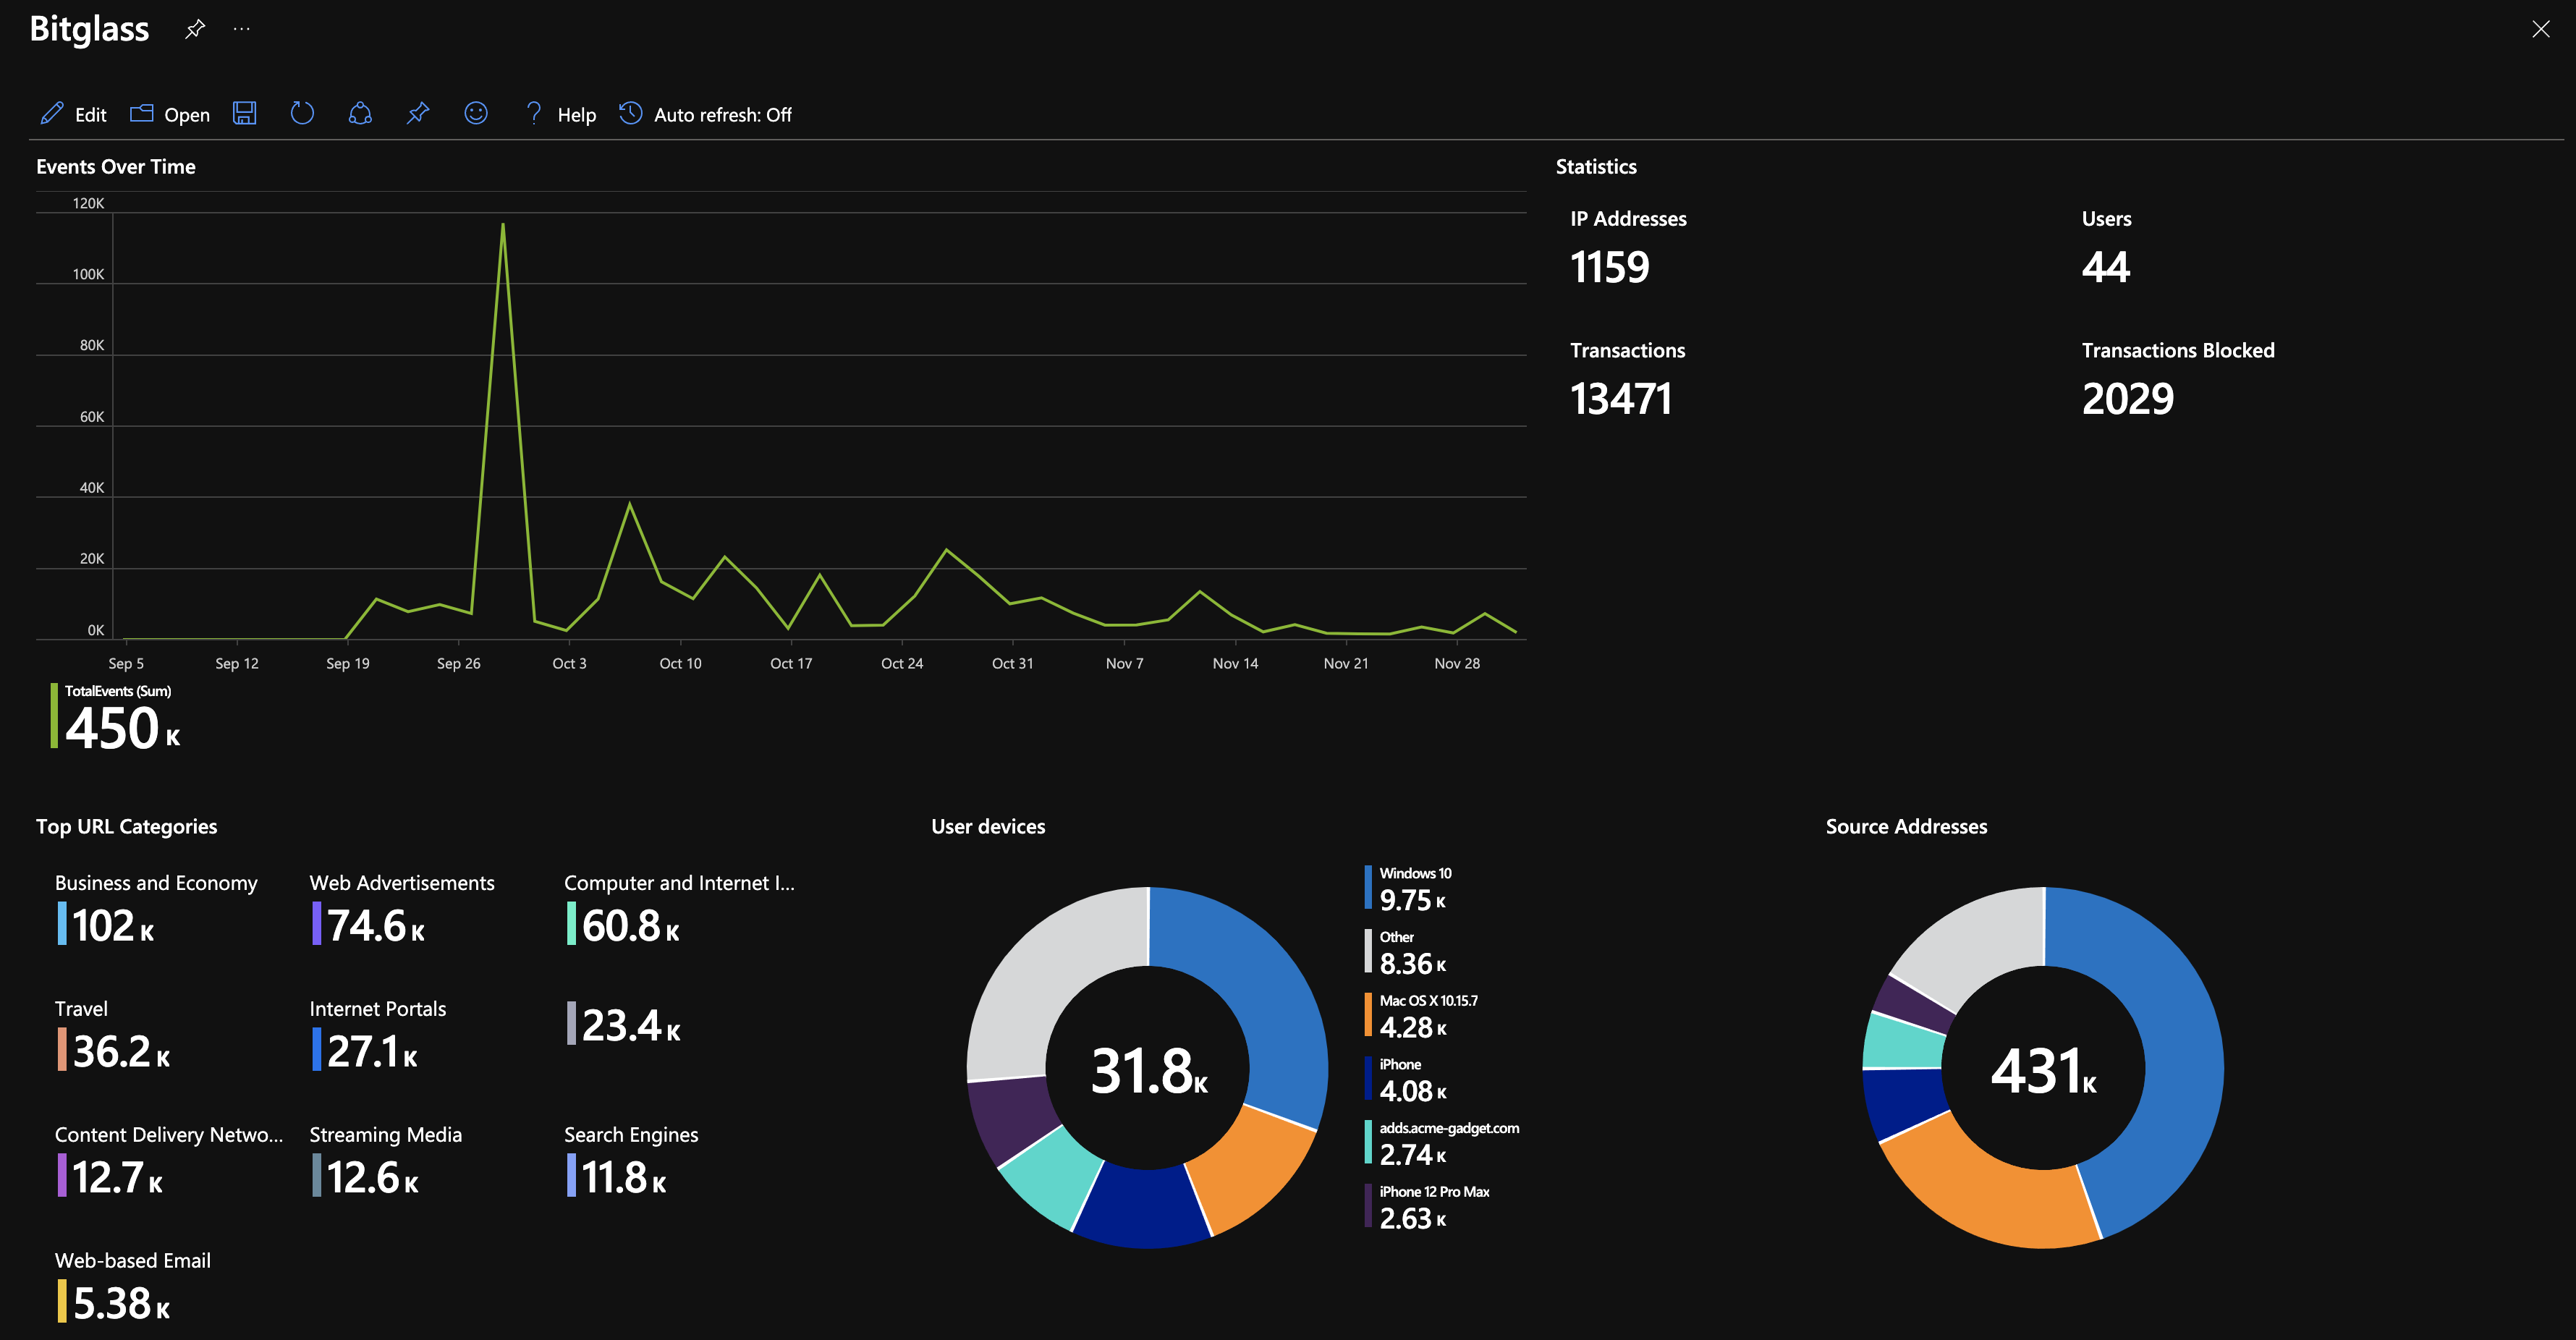 Bitglass
Edit
Open
Help
Auto refresh: Off
Events Over Time
120K
100K
80K
60K
40K
20K
0K
Sep 5
Sep 12
Sep 19
Sep 26
Oct 3
Oct 10
Oct 17
Oct 24
Oct 31
Nov 7
Nov 14
Nov 21
Nov 28
TotalEvents (Sum)
450 K
Statistics
IP Addresses
1159
Users
44
Transactions
13471
Transactions Blocked
2029
Top URL Categories
Business and Economy
102 K
Web Advertisements
74.6 K
Computer and Internet I...
60.8 K
Travel
36.2 K
Internet Portals
27.1 K
23.4 K
Content Delivery Netwo...
12.7 K
Streaming Media
12.6 K
Search Engines
11.8 K
Web-based Email
5.38 K
User devices
31.8 K
Windows 10
9.75 K
Other
8.36 K
Mac OS X 10.15.7
4.28 K
iPhone
4.08 K
adds.acme-gadget.com
2.74 K
iPhone 12 Pro Max
2.63 K
Source Addresses
431 K